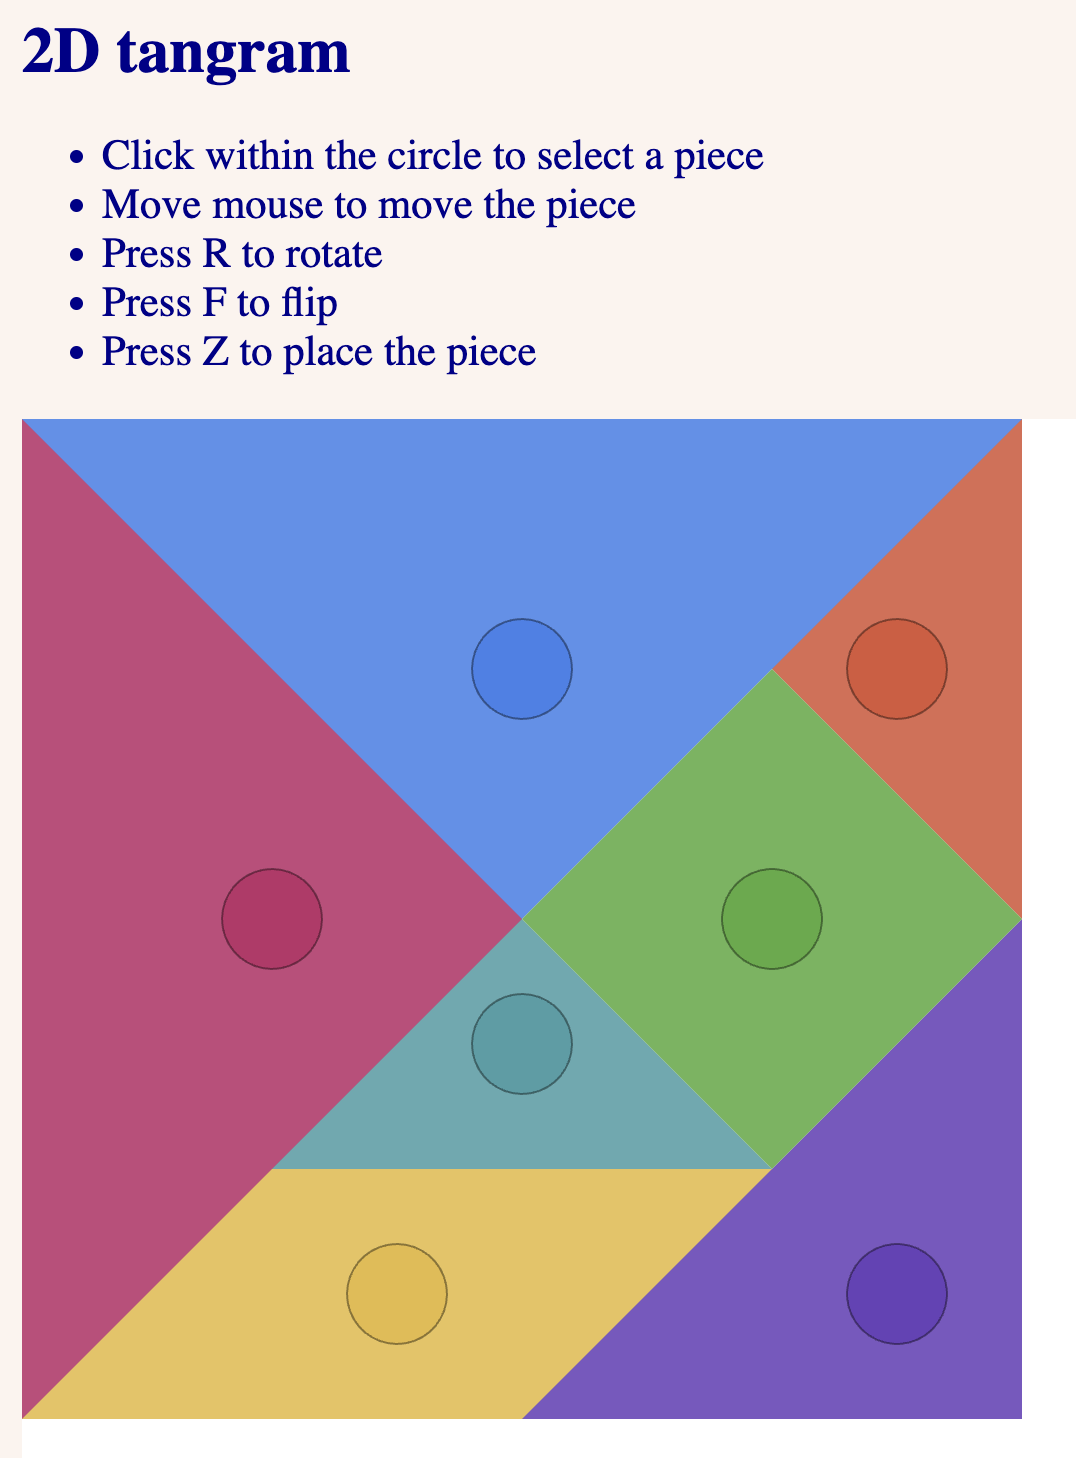 2D tangram
Click within the circle to select a piece
Move mouse to move the piece
Press R to rotate
Press F to flip
Press Z to place the piece